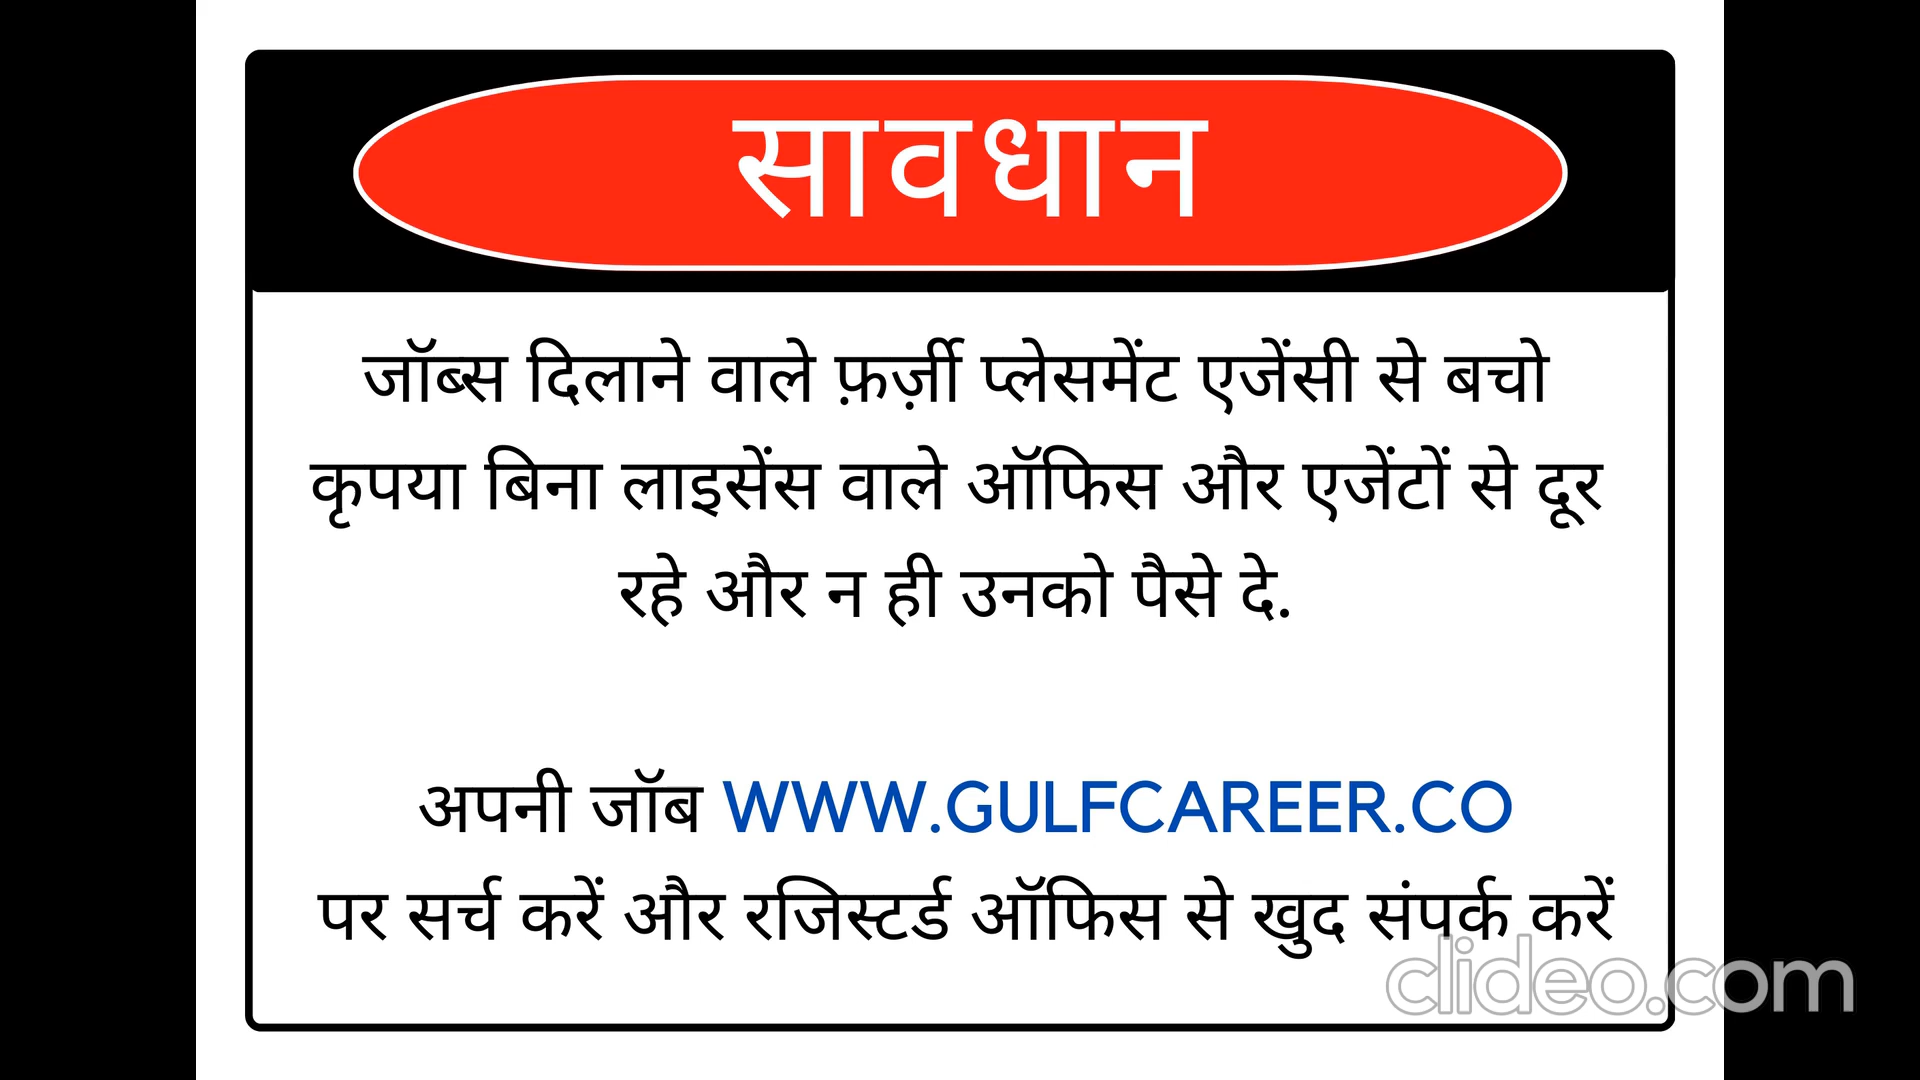 सावधान
जॉब्स दिलाने वाले फ़र्ज़ी प्लेसमेंट एजेंसी से बचो
कृपया बिना लाइसेंस वाले ऑफिस और एजेंटों से दूर
रहे और न ही उनको पैसे दे.
अपनी जॉब WWW.GULFCAREER.CO
पर सर्च करें और रजिस्टर्ड ऑफिस से खुद संपर्क करें
clideo.com